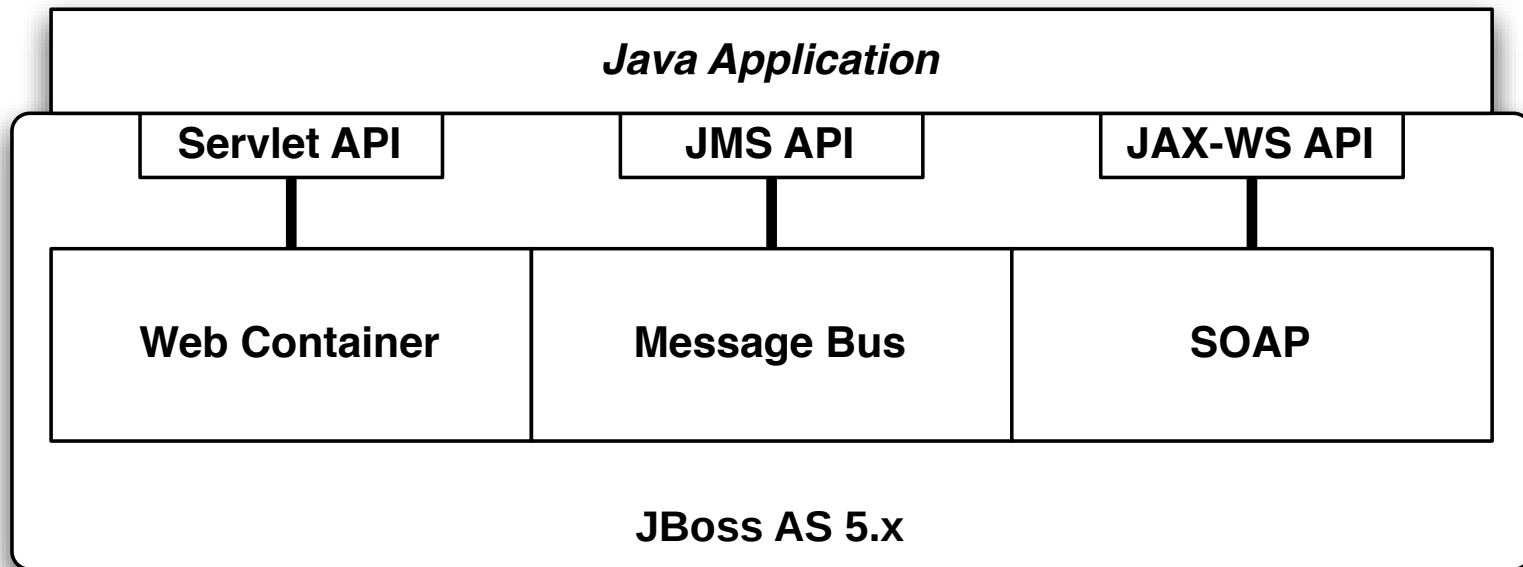 Java Application
Servlet API
JMS API
JAX-WS API
Web Container
Message Bus
SOAP
JBoss AS 5.x